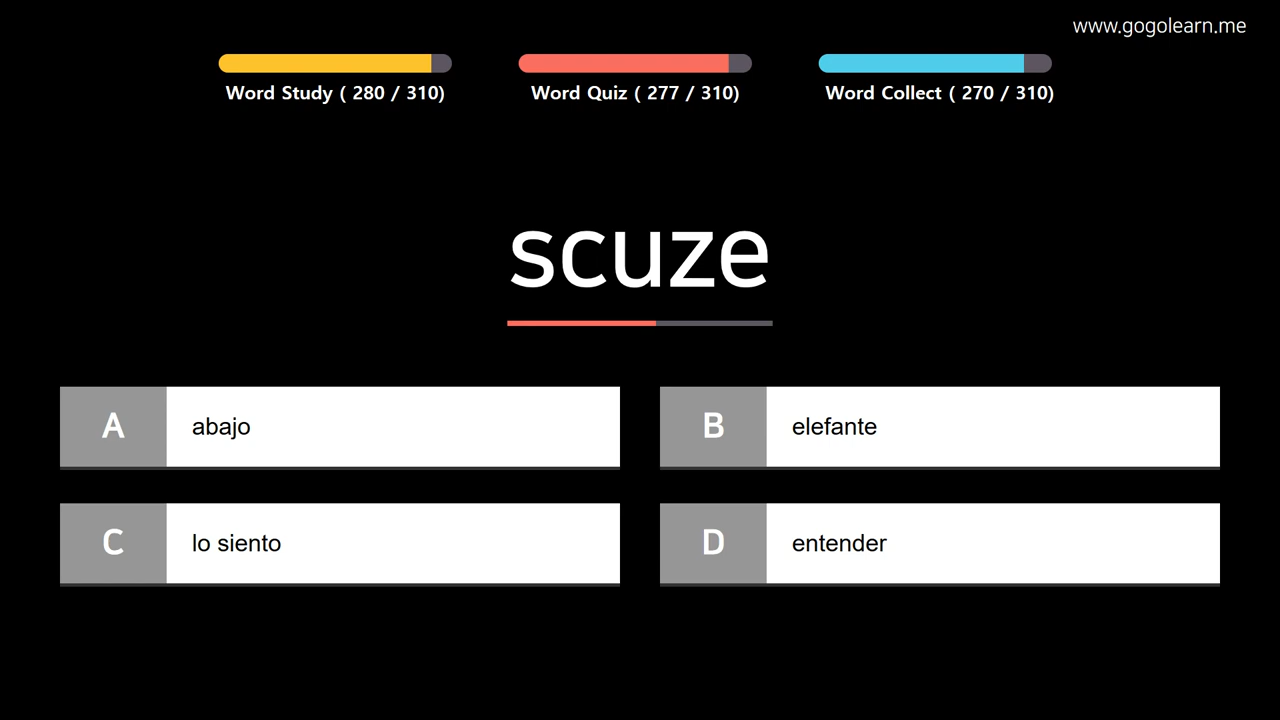 www.gogolearn.me
Word Study ( 280 / 310)
Word Quiz ( 277 / 310)
Word Collect ( 270 / 310)
scuze
A abajo
B elefante
C lo siento
D entender